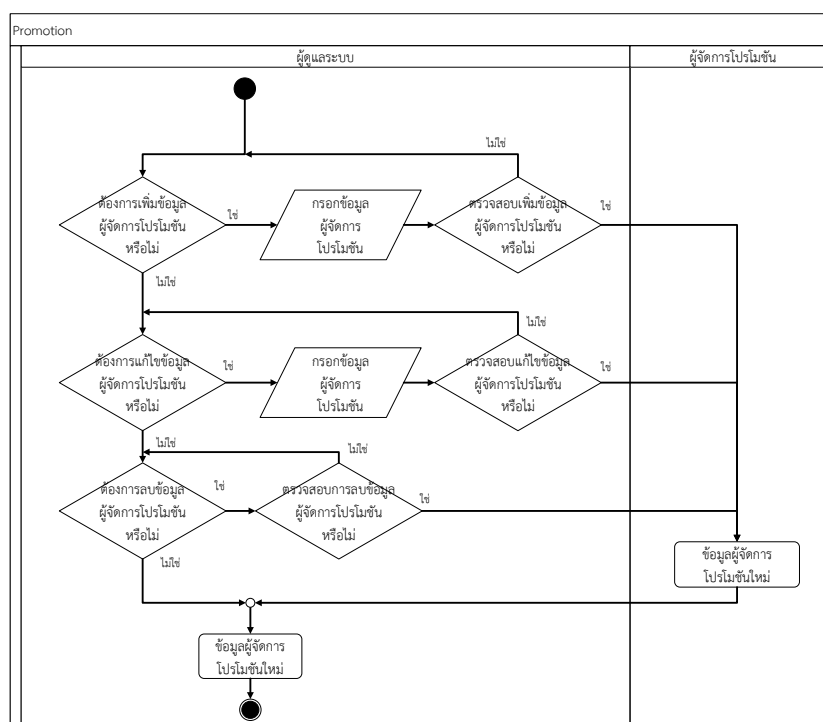 Promotion
ผู้ดูแลระบบ
ผู้จัดการโปรโมชัน
ไม่ใช่
ต้องการเพิ่มข้อมูล
ผู้จัดการโปรโมชัน
หรือไม่
ใช่
กรอกข้อมูล
ผู้จัดการ
โปรโมชัน
ตรวจสอบเพิ่มข้อมูล
ผู้จัดการโปรโมชัน
หรือไม่
ใช่
ไม่ใช่
ไม่ใช่
ต้องการแก้ไขข้อมูล
ผู้จัดการโปรโมชัน
หรือไม่
ใช่
กรอกข้อมูล
ผู้จัดการ
โปรโมชัน
ตรวจสอบแก้ไขข้อมูล
ผู้จัดการโปรโมชัน
หรือไม่
ใช่
ไม่ใช่
ไม่ใช่
ต้องการลบข้อมูล
ผู้จัดการโปรโมชัน
หรือไม่
ใช่
ตรวจสอบการลบข้อมูล
ผู้จัดการโปรโมชัน
หรือไม่
ใช่
ไม่ใช่
ข้อมูลผู้จัดการ
โปรโมชันใหม่
ข้อมูลผู้จัดการ
โปรโมชันใหม่